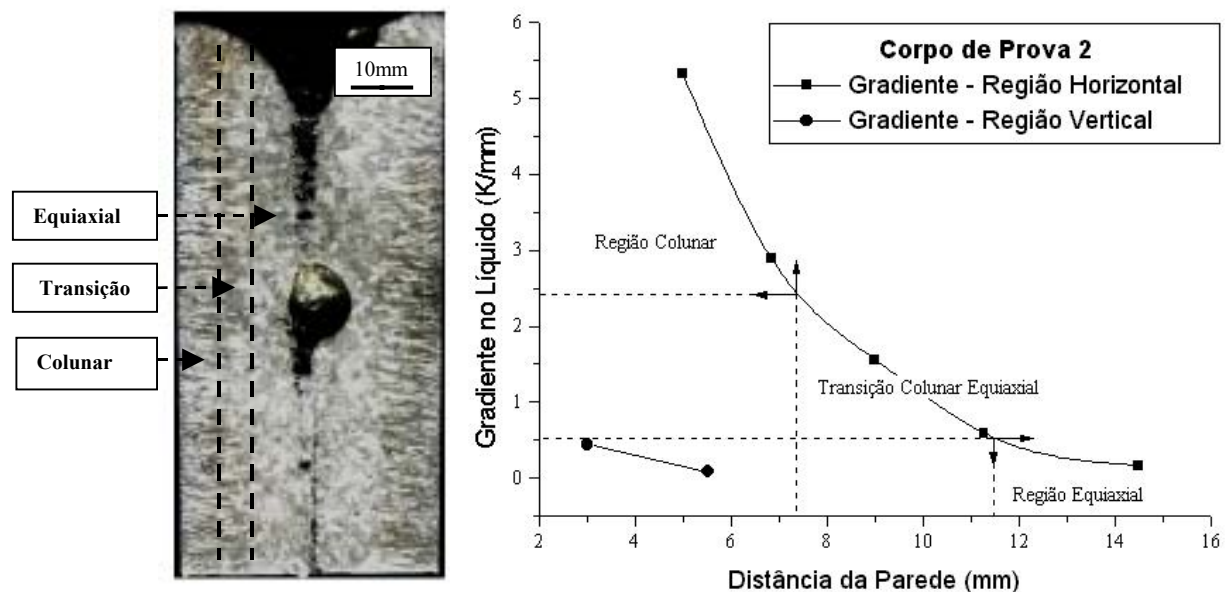 10mm
Equiaxial
Transição
Colunar
Corpo de Prova 2
Gradiente - Região Horizontal
Gradiente - Região Vertical
Gradiente no Líquido (K/mm)
6
5
4
3
2
1
0
Região Colunar
Transição Colunar Equiaxial
Região Equiaxial
2 4 6 8 10 12 14 16
Distância da Parede (mm)